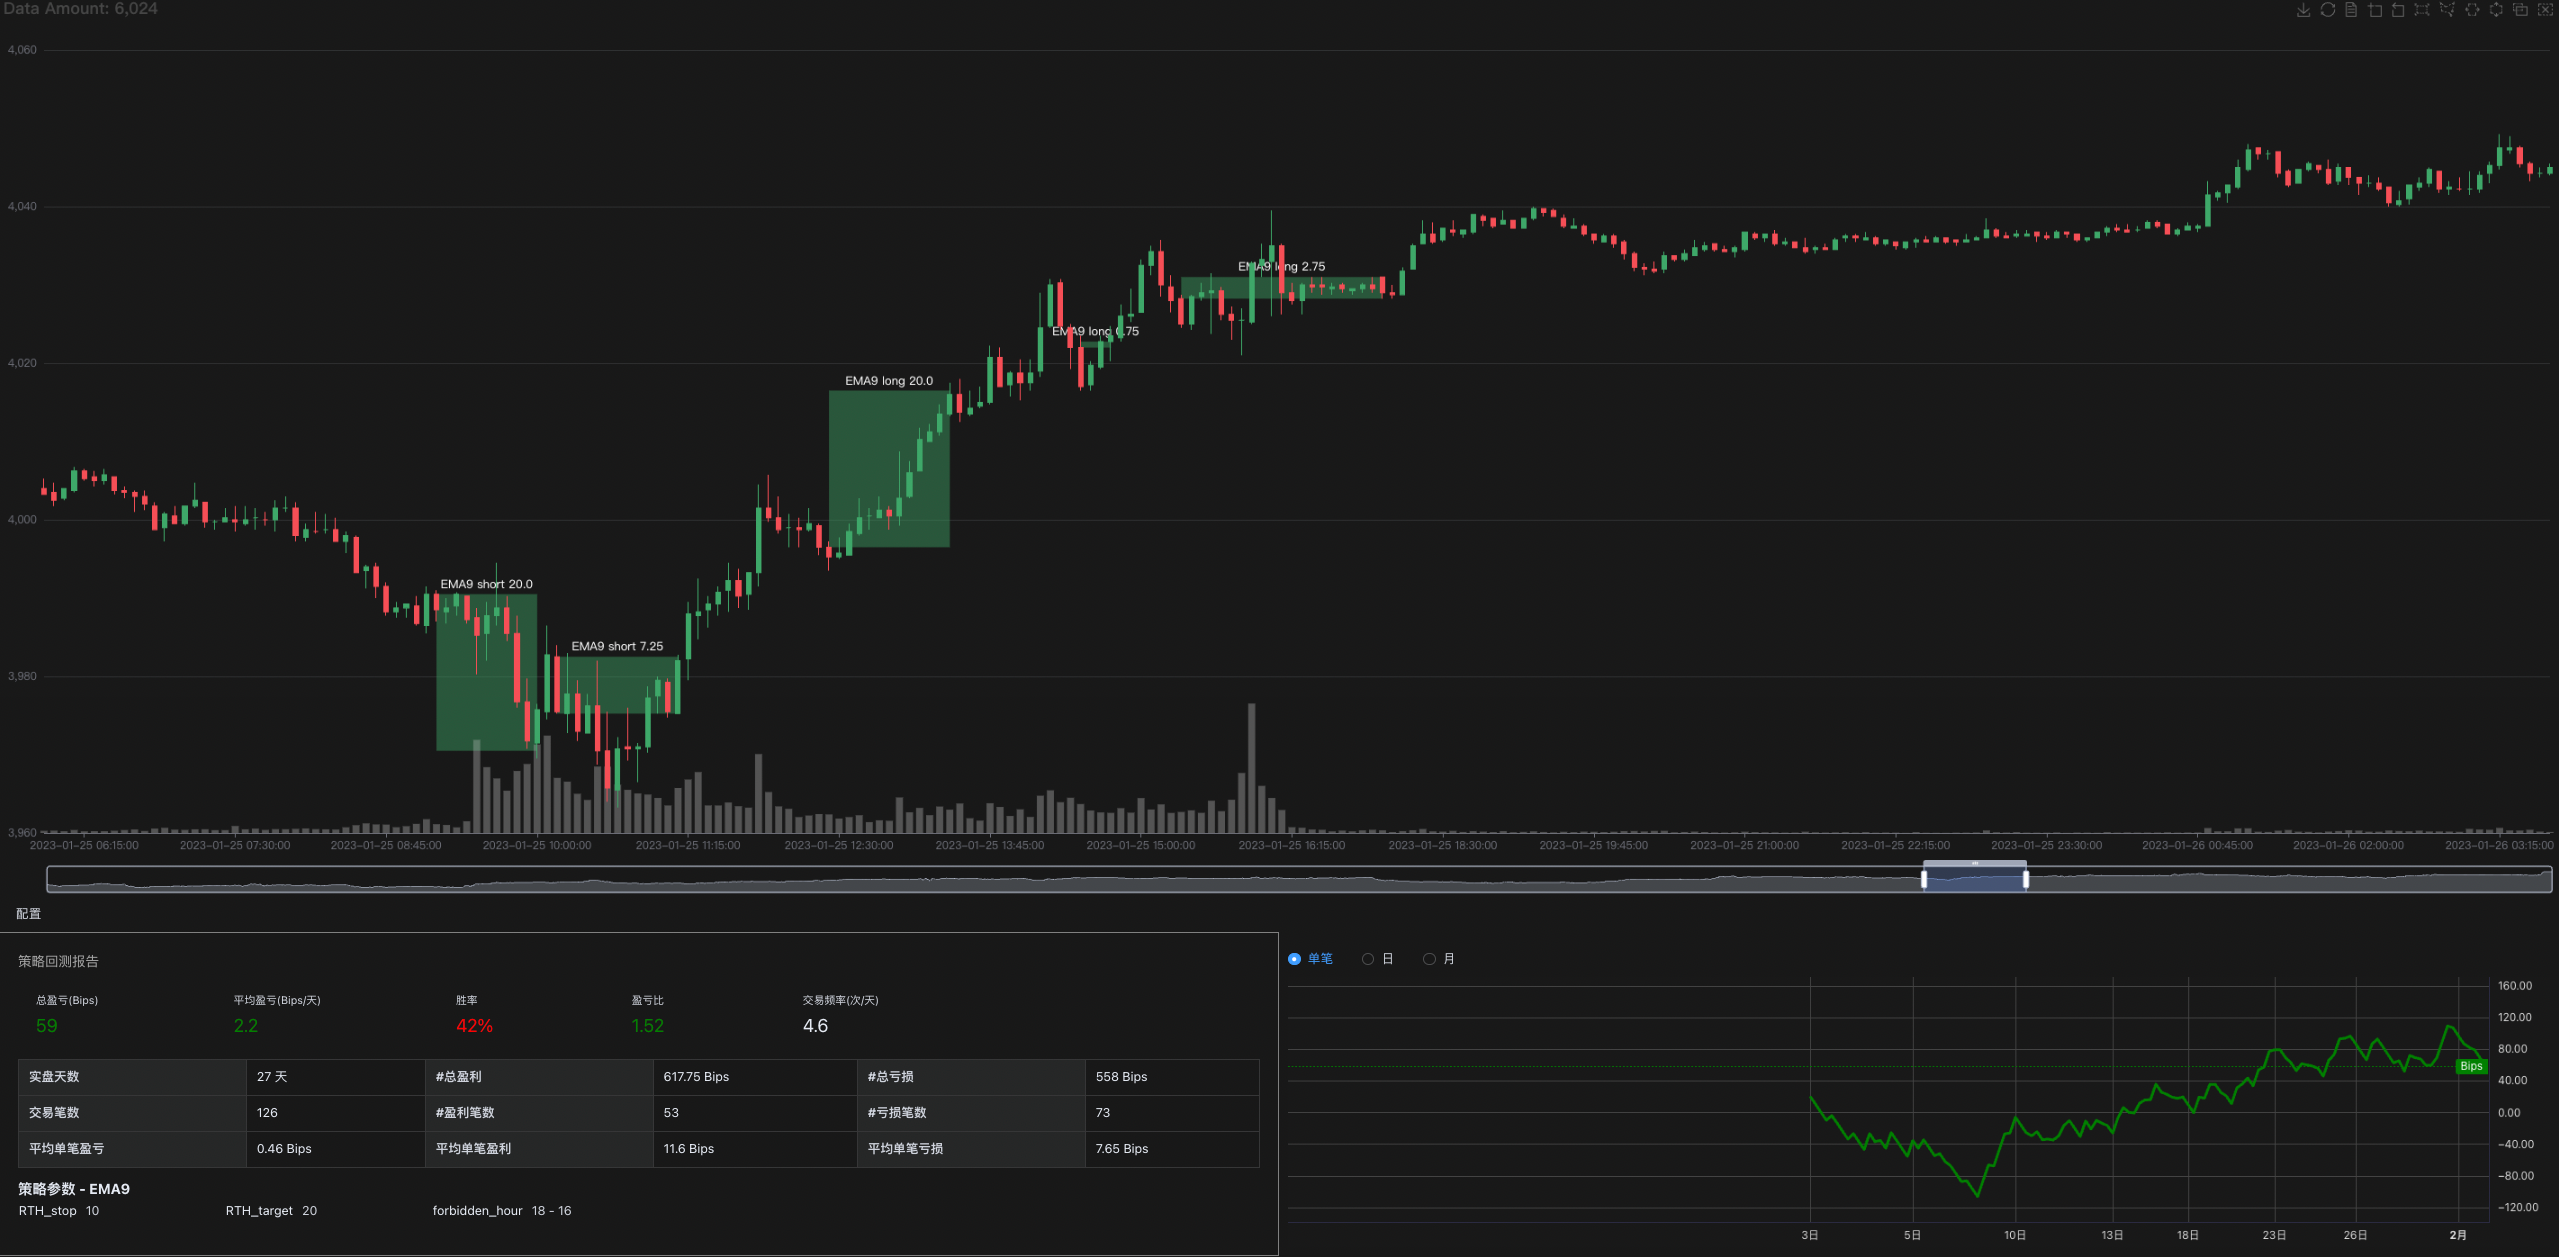 Data Amount: 6,024
4,060
4,040
4,020
4,000
3,980
3,960
EMA9 long 2.75
EMA9 long 0.75
EMA9 long 20.0
EMA9 short 20.0
EMA9 short 7.25
2023-01-25 06:15:00 2023-01-25 07:30:00 2023-01-25 08:45:00 2023-01-25 10:00:00 2023-01-25 11:15:00 2023-01-25 12:30:00 2023-01-25 13:45:00 2023-01-25 15:00:00 2023-01-25 16:15:00 2023-01-25 18:30:00 2023-01-25 19:45:00 2023-01-25 21:00:00 2023-01-25 22:15:00 2023-01-25 23:30:00 2023-01-26 00:45:00 2023-01-26 02:00:00 2023-01-26 03:15:00
配置
策略回测报告
总盈亏(Bips) 平均盈亏(Bips/天) 胜率 盈亏比 交易频率(次/天)
59 2.2 42% 1.52 4.6
实盘天数 27 天 #总盈利 617.75 Bips #总亏损 558 Bips
交易笔数 126 #盈利笔数 53 #亏损笔数 73
平均单笔盈亏 0.46 Bips 平均单笔盈利 11.6 Bips 平均单笔亏损 7.65 Bips
策略参数 - EMA9
RTH_stop 10 RTH_target 20 forbidden_hour 18 - 16
单笔 日 月
160.00
120.00
80.00
Bips
40.00
0.00
-40.00
-80.00
-120.00
3日 5日 10日 13日 18日 23日 26日 2月